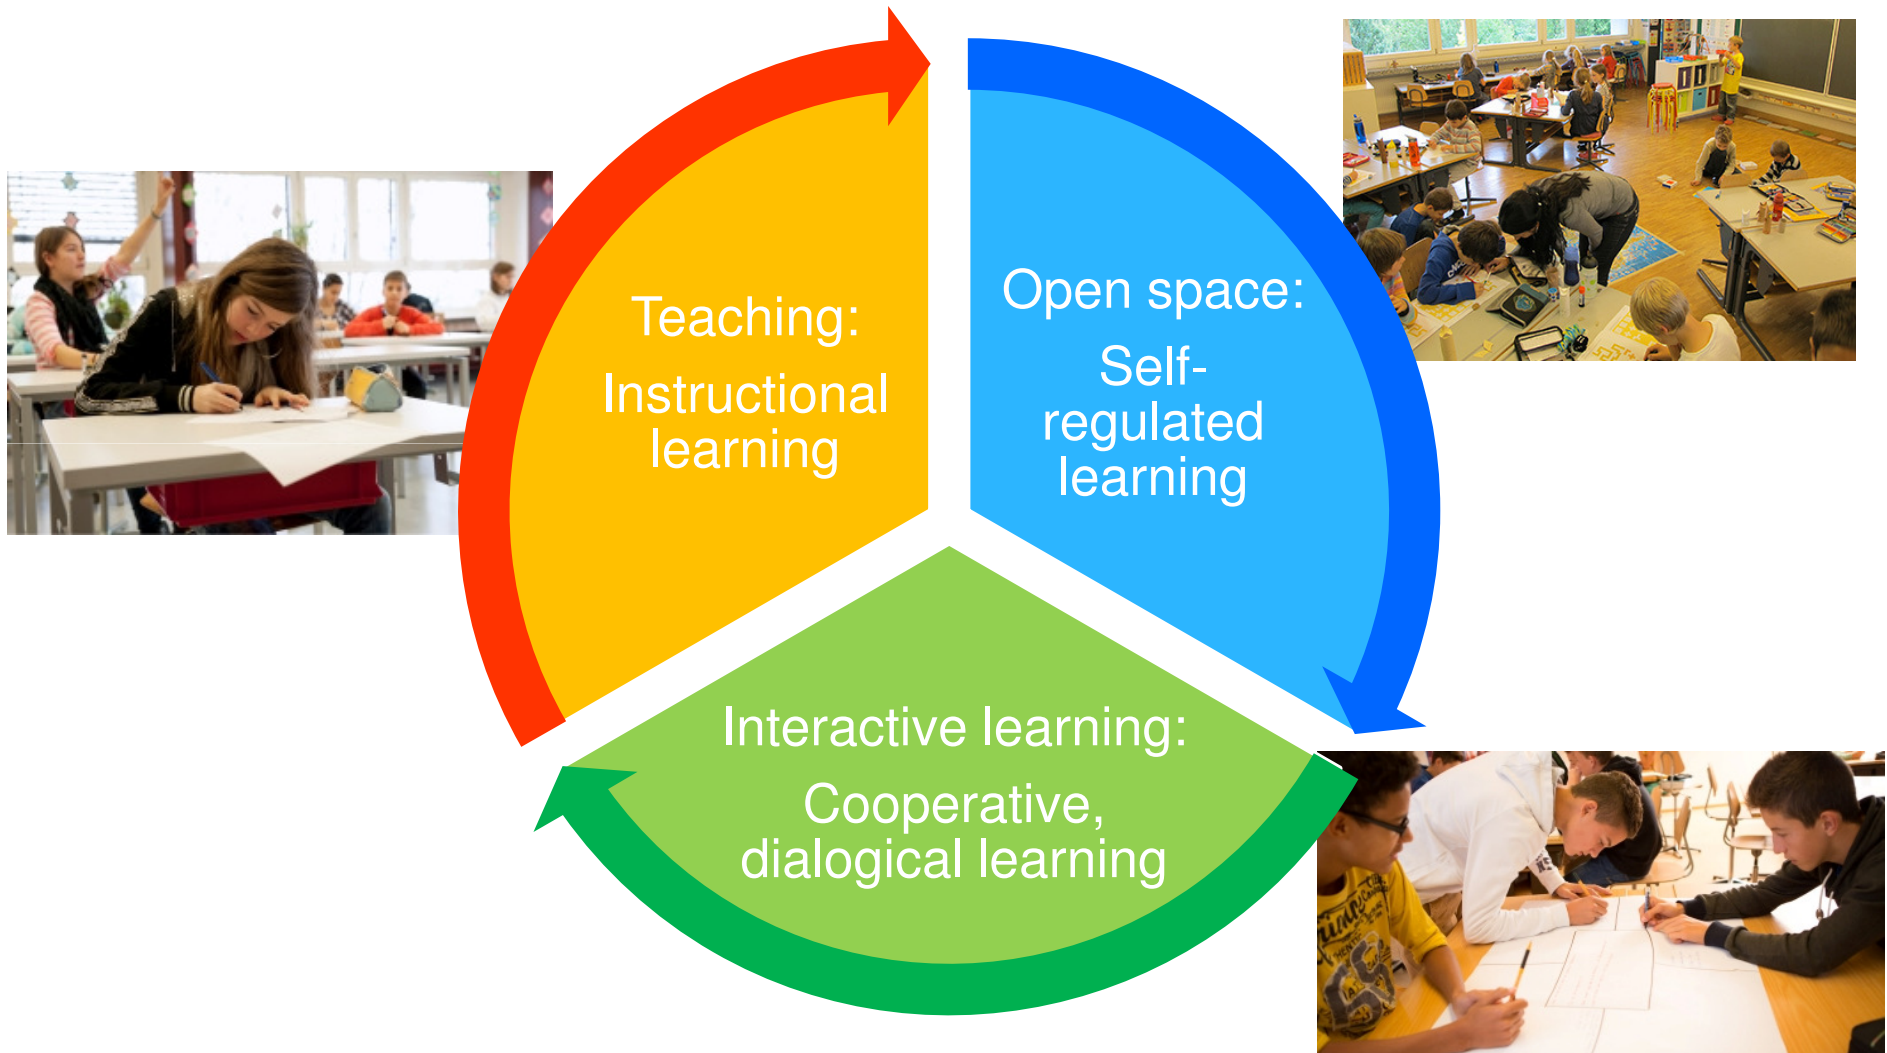 Teaching:
Instructional
learning
Open space:
Self-
regulated
learning
Interactive learning:
Cooperative,
dialogical learning